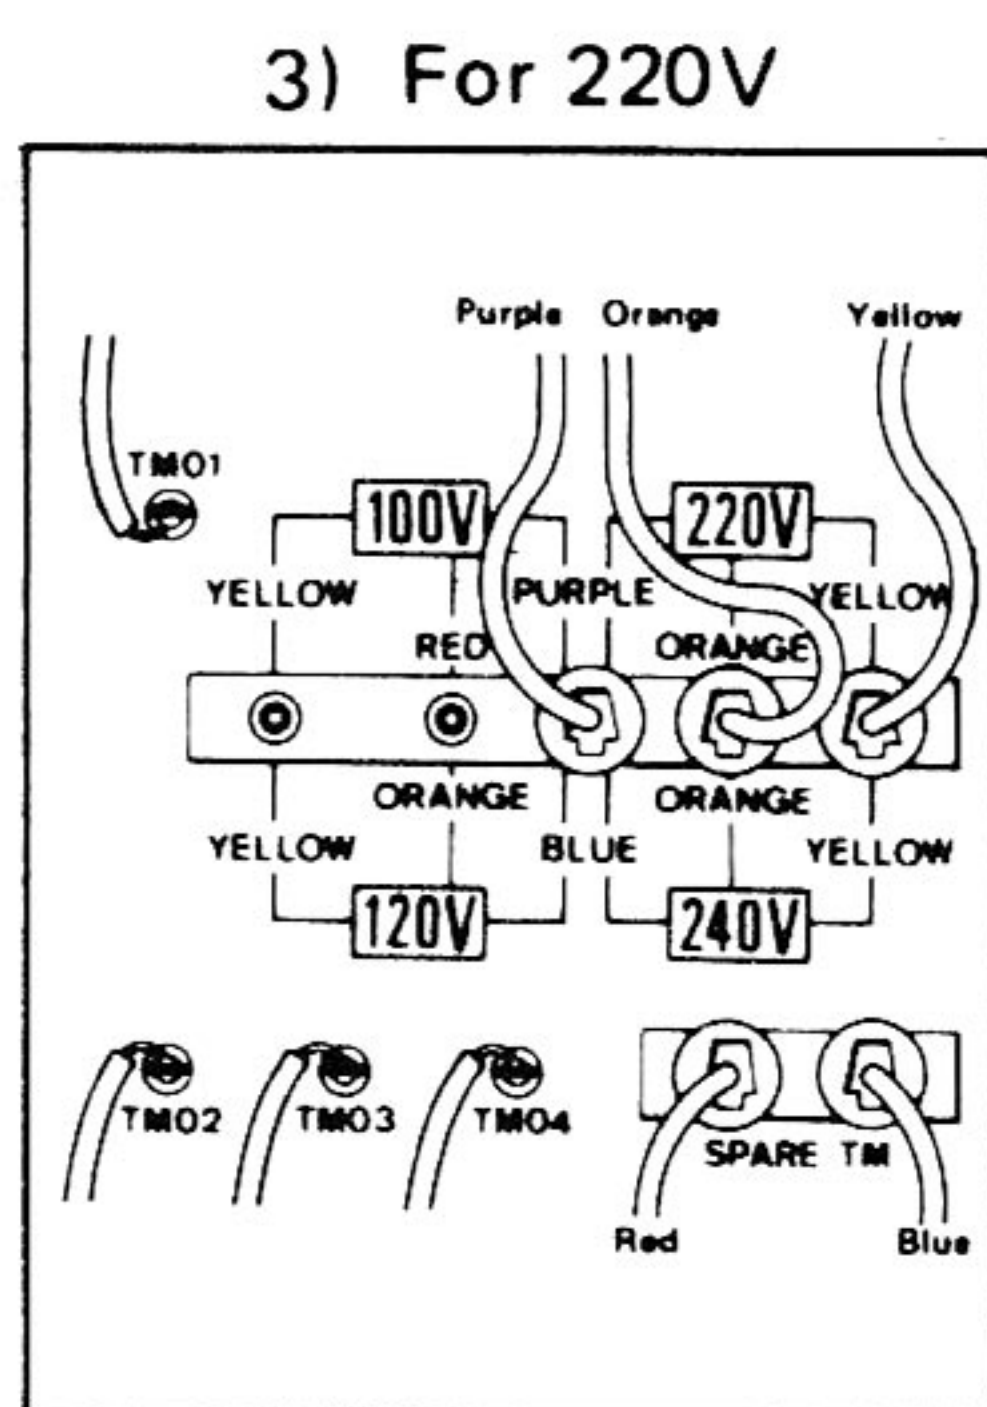 3) For 220V
Purple Orange Yellow
TM01
100V 220V
YELLOW PURPLE YELLOW
RED ORANGE
ORANGE ORANGE
YELLOW BLUE YELLOW
120V 240V
TM02 TM03 TM04
SPARE TM
Red Blue